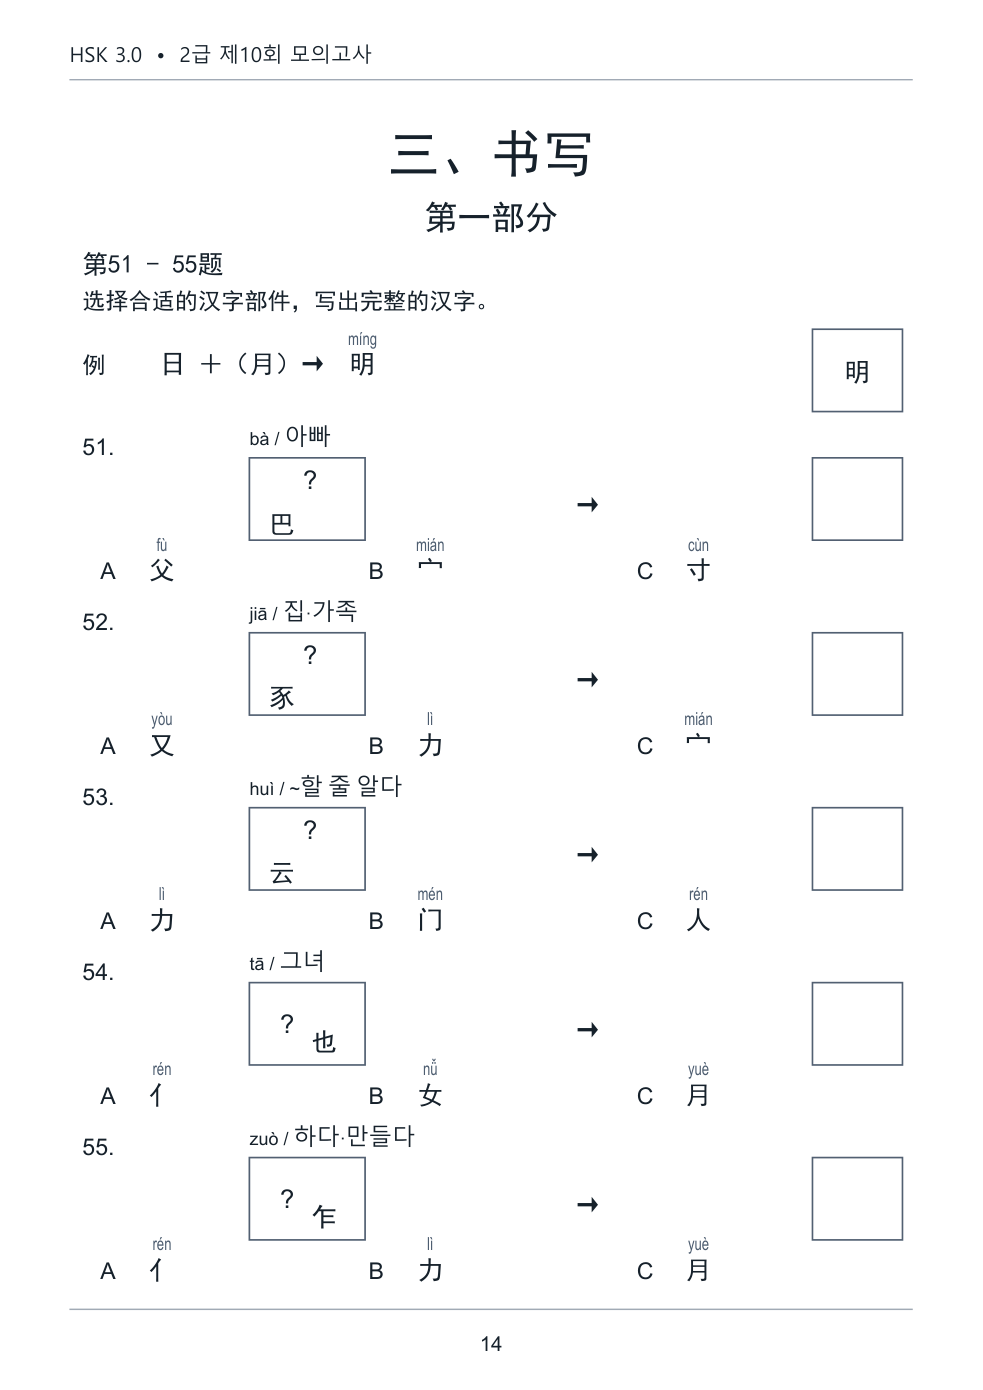 HSK 3.0 • 2급 제10회 모의고사
三、书写
第一部分
第51 – 55题
选择合适的汉字部件，写出完整的汉字。
míng
例 日 ＋（月）➞ 明
明
51.
bà / 아빠
?
巴
➞
fù mián cùn
A 父 B 宀 C 寸
52.
jiā / 집·가족
?
豕
➞
yòu lì mián
A 又 B 力 C 宀
53.
huì / ~할 줄 알다
?
云
➞
lì mén rén
A 力 B 门 C 人
54.
tā / 그녀
? 也
➞
rén nǚ yuè
A 亻 B 女 C 月
55.
zuò / 하다·만들다
? 乍
➞
rén lì yuè
A 亻 B 力 C 月
14